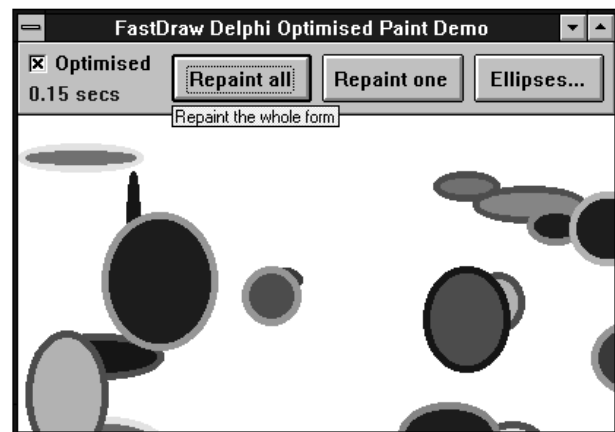 FastDraw Delphi Optimised Paint Demo
Optimised
0.15 secs
Repaint all
Repaint one
Ellipses...
Repaint the whole form